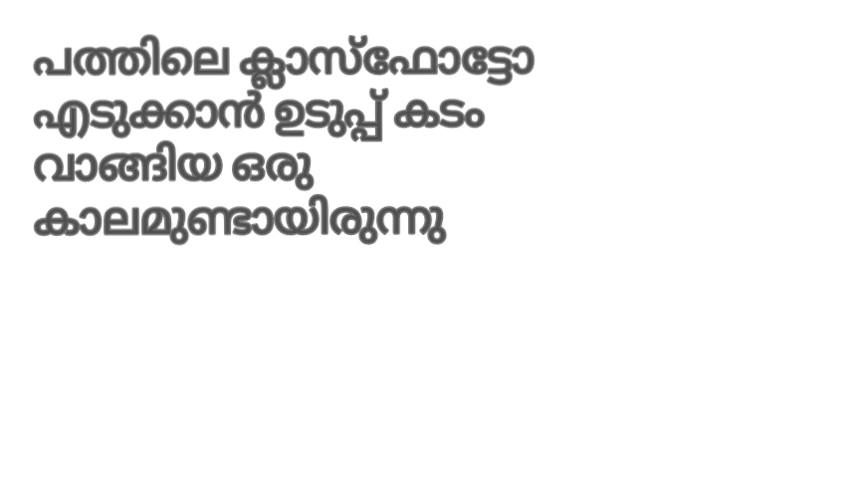 പത്തിലെ ക്ലാസ്ഫോട്ടോ
എടുക്കാൻ ഉടുപ്പ് കടം
വാങ്ങിയ ഒരു
കാലമുണ്ടായിരുന്നു